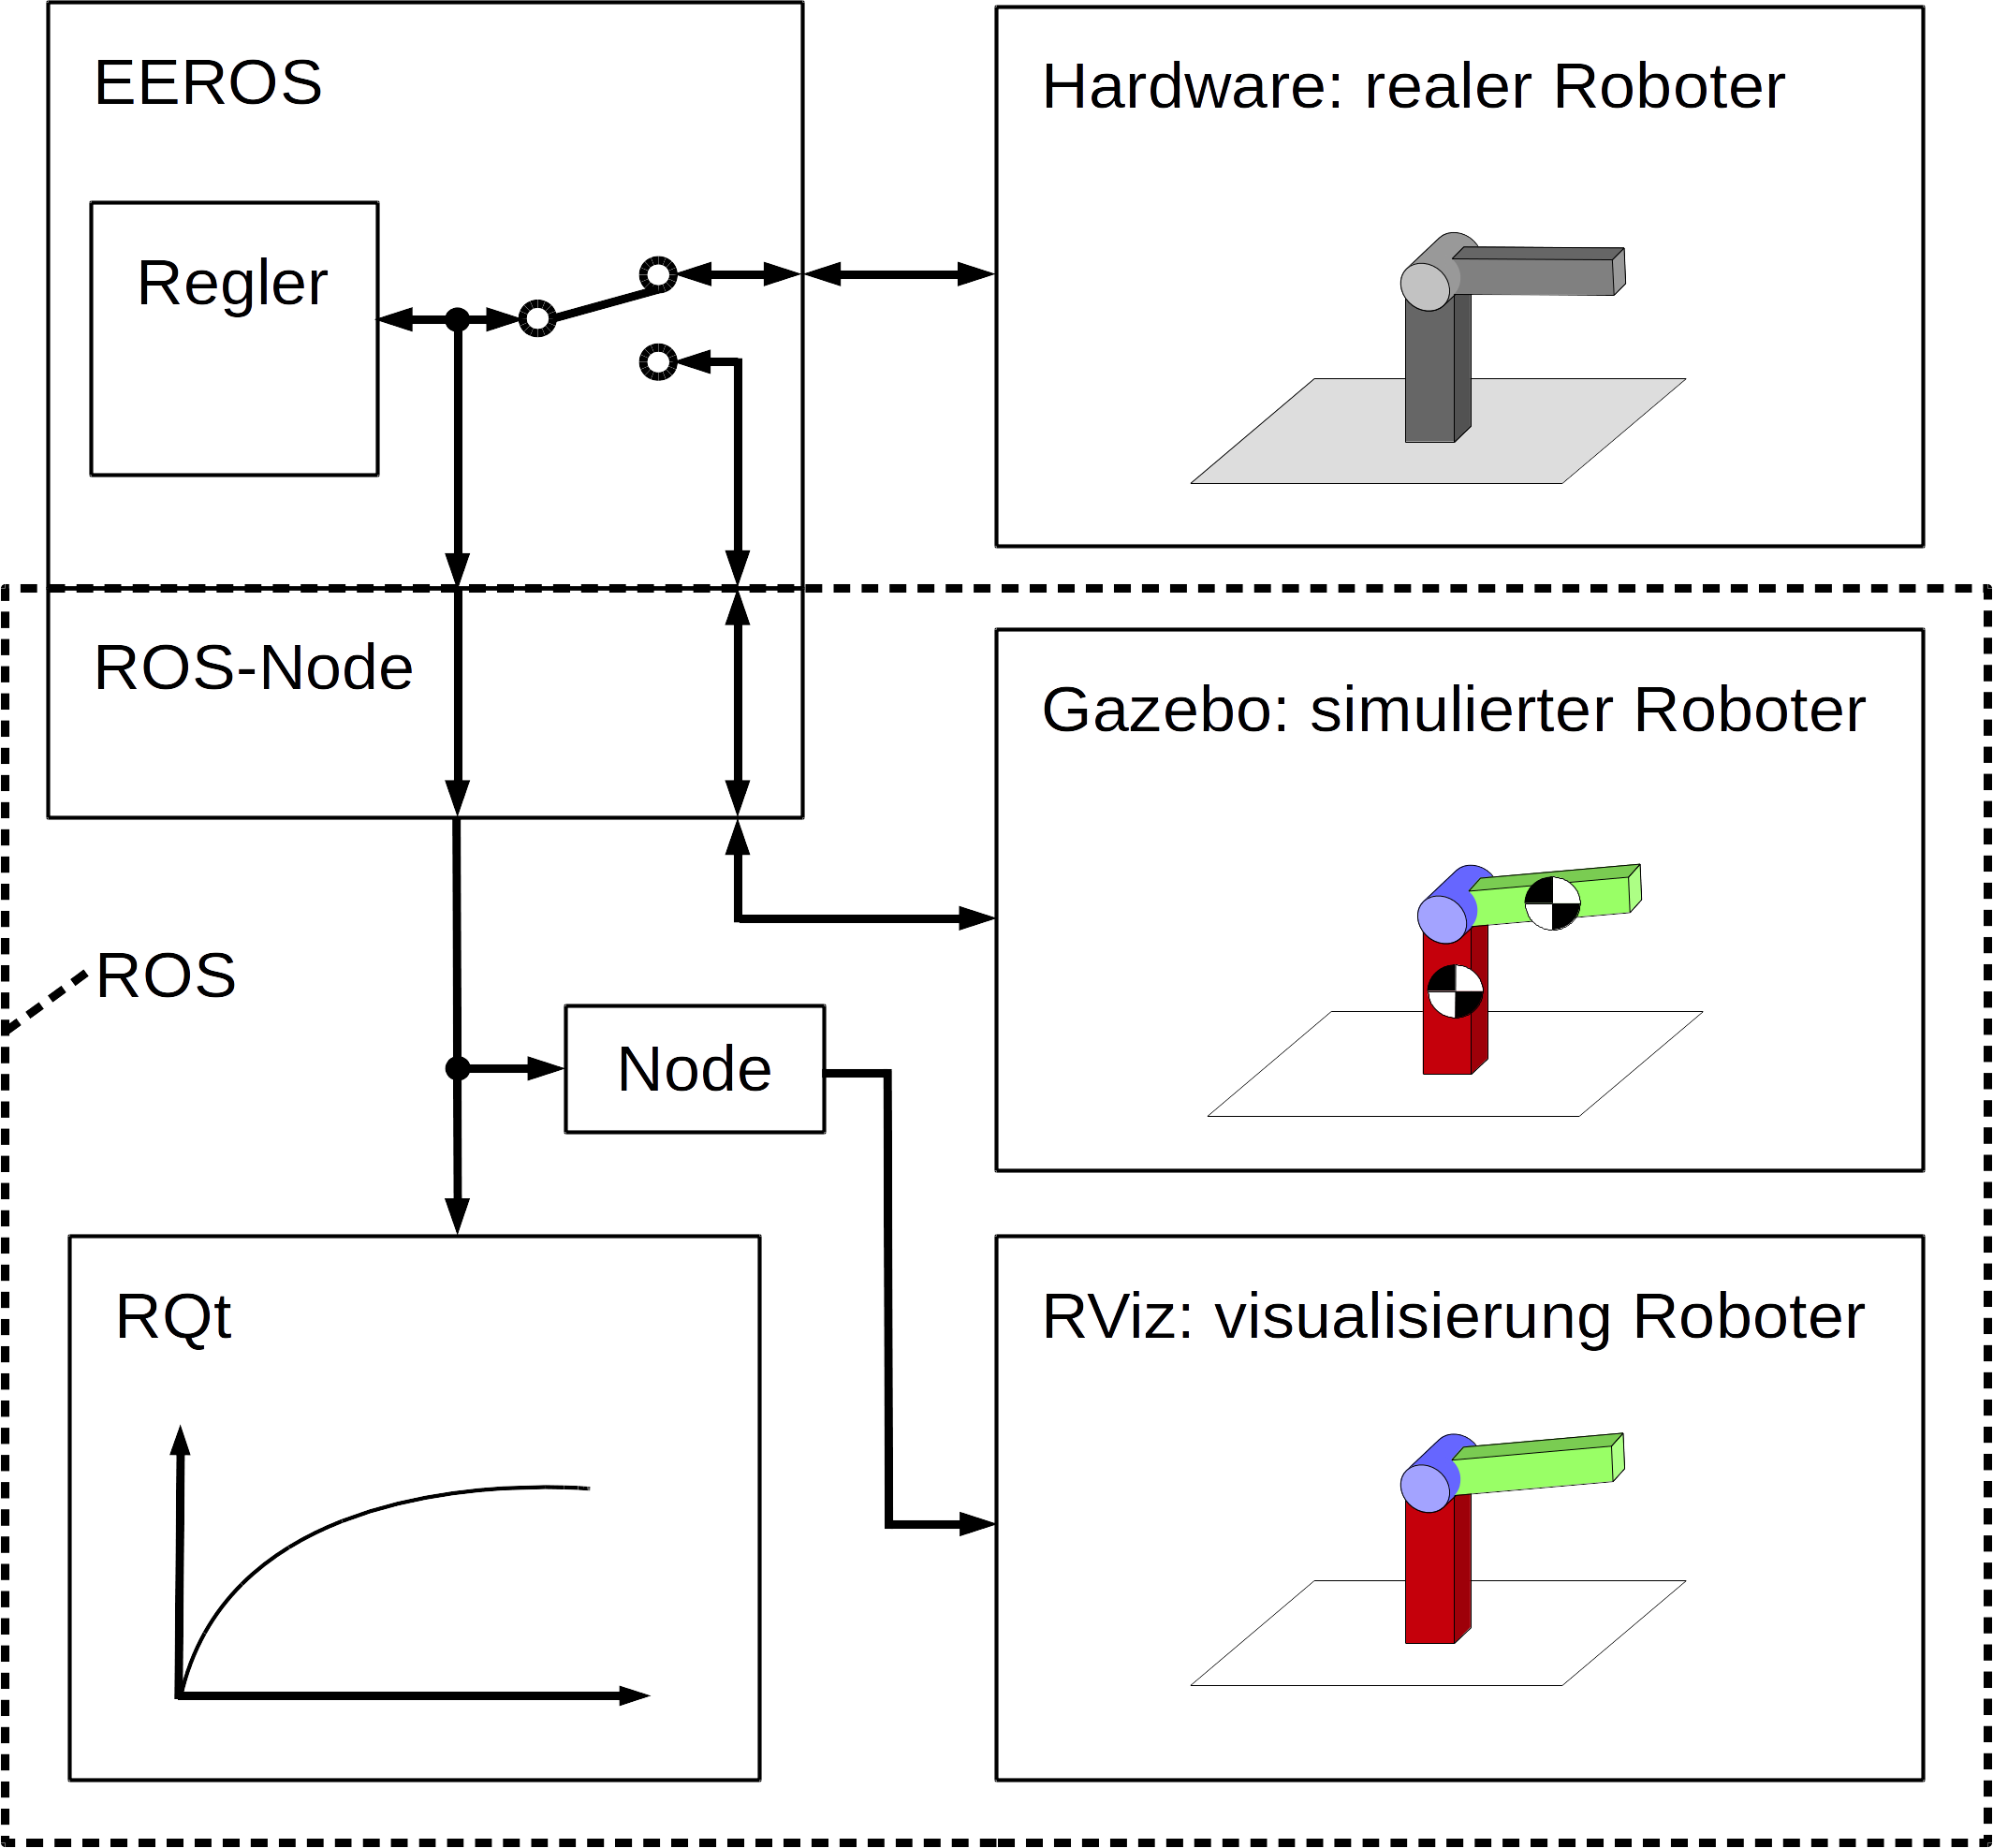 EEROS
Hardware: realer Roboter
Regler
ROS-Node
Gazebo: simulierter Roboter
ROS
Node
RQt
RViz: visualisierung Roboter